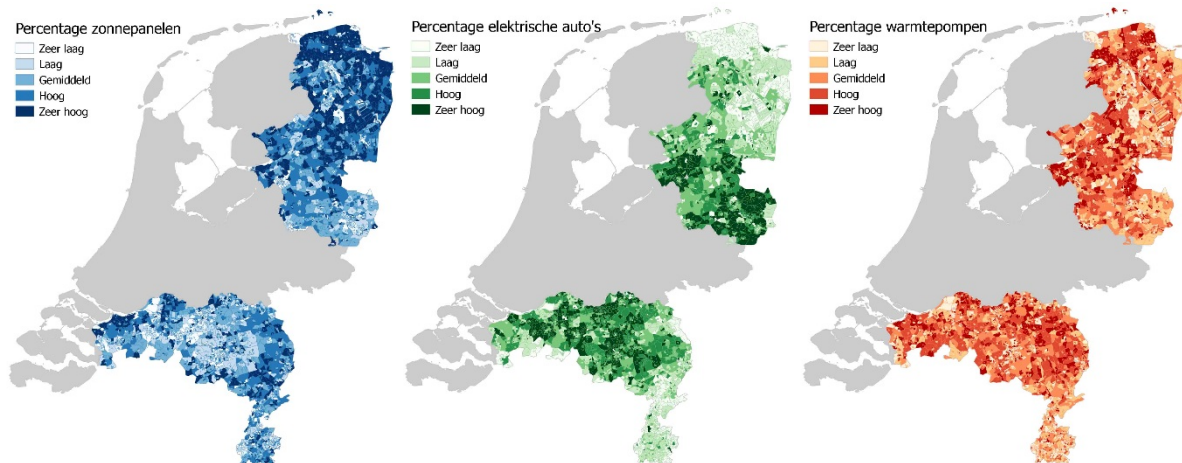 Percentage zonnepanelen
Zeer laag
Laag
Gemiddeld
Hoog
Zeer hoog
Percentage elektrische auto's
Zeer laag
Laag
Gemiddeld
Hoog
Zeer hoog
Percentage warmtepompen
Zeer laag
Laag
Gemiddeld
Hoog
Zeer hoog